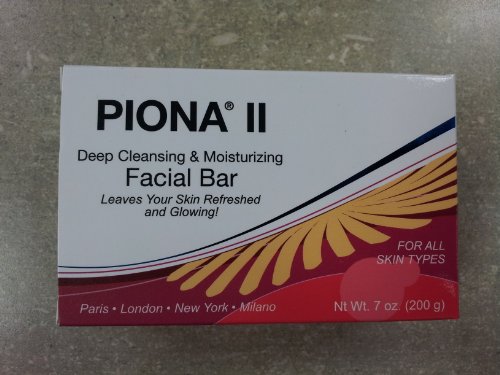 PIONA® II
Deep Cleansing & Moisturizing
Facial Bar
Leaves Your Skin Refreshed
and Glowing!
FOR ALL
SKIN TYPES
Paris • London • New York • Milano
Nt Wt. 7 oz. (200 g)